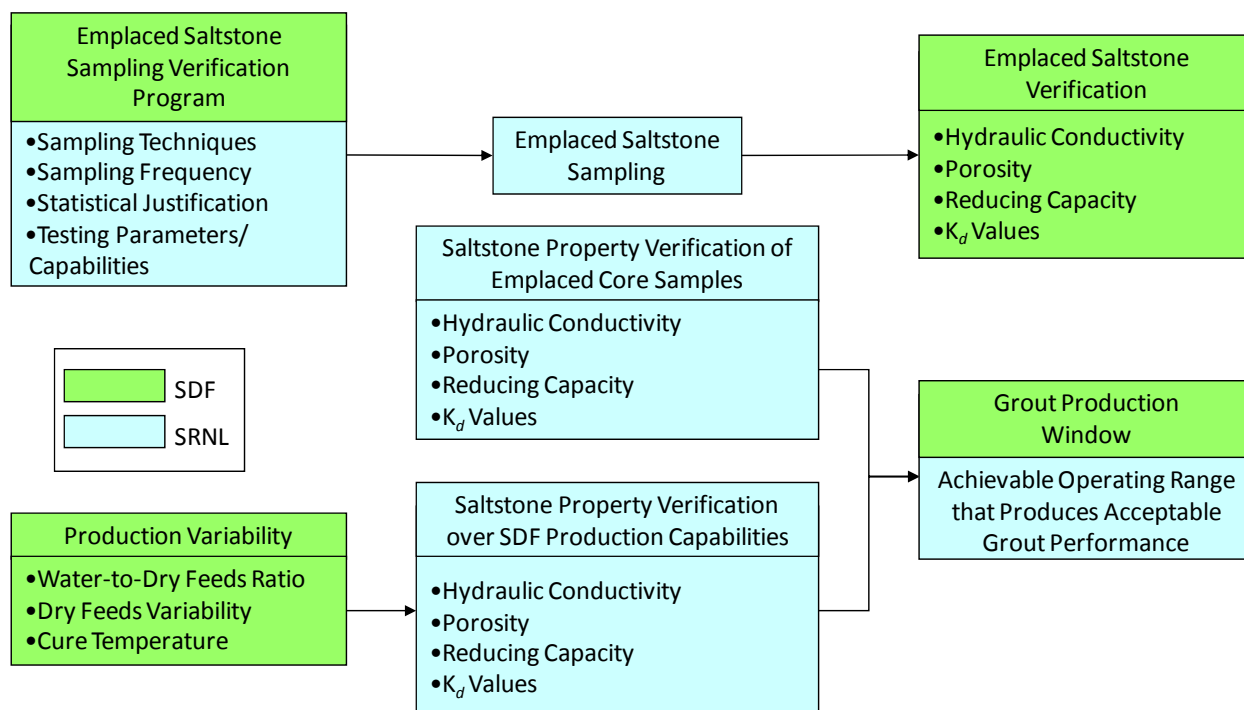 Emplaced Saltstone
Sampling Verification
Program
•Sampling Techniques
•Sampling Frequency
•Statistical Justification
•Testing Parameters/
Capabilities
Emplaced Saltstone
Sampling
Emplaced Saltstone
Verification
•Hydraulic Conductivity
•Porosity
•Reducing Capacity
•Kd Values
Saltstone Property Verification of
Emplaced Core Samples
•Hydraulic Conductivity
•Porosity
•Reducing Capacity
•Kd Values
SDF
SRNL
Grout Production
Window
Achievable Operating Range
that Produces Acceptable
Grout Performance
Production Variability
•Water-to-Dry Feeds Ratio
•Dry Feeds Variability
•Cure Temperature
Saltstone Property Verification
over SDF Production Capabilities
•Hydraulic Conductivity
•Porosity
•Reducing Capacity
•Kd Values